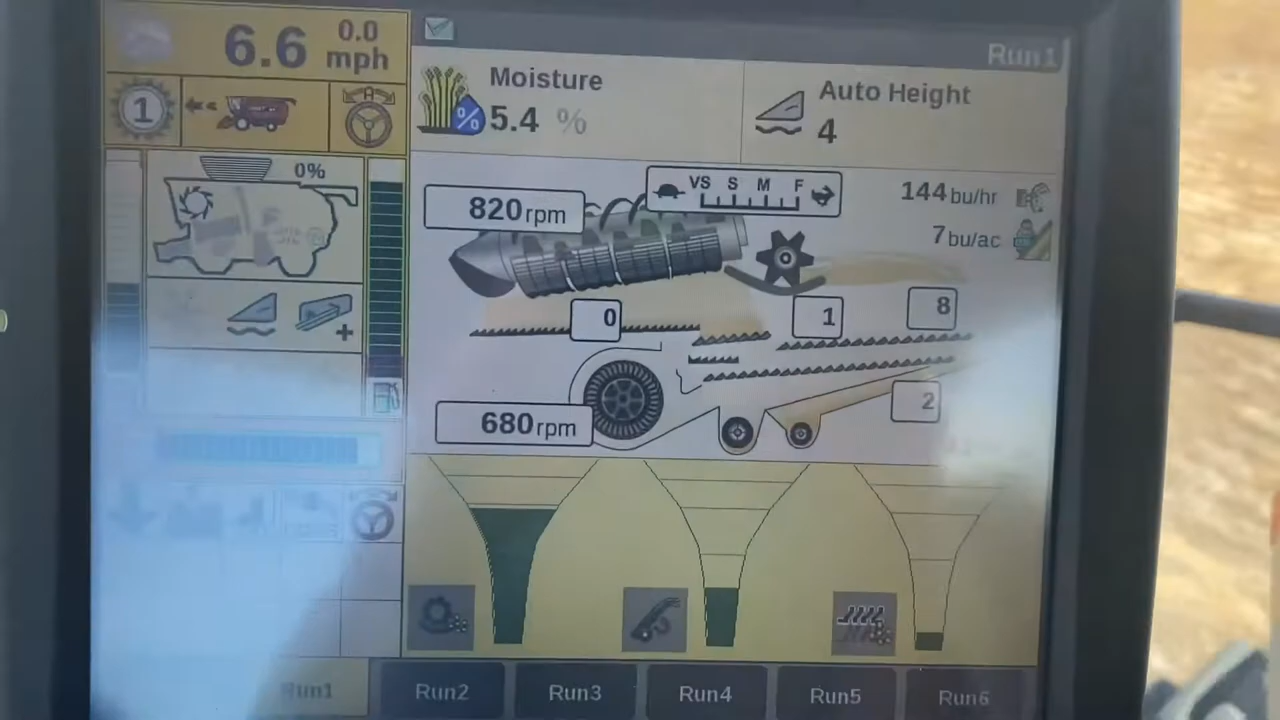 6.6
0.0
mph
Run1
Moisture
5.4 %
Auto Height
4
1
A
0%
%
820 rpm
VS S M F
144 bu/hr
7 bu/ac
0
1
8
2
680 rpm
Run1
Run2
Run3
Run4
Run5
Run6